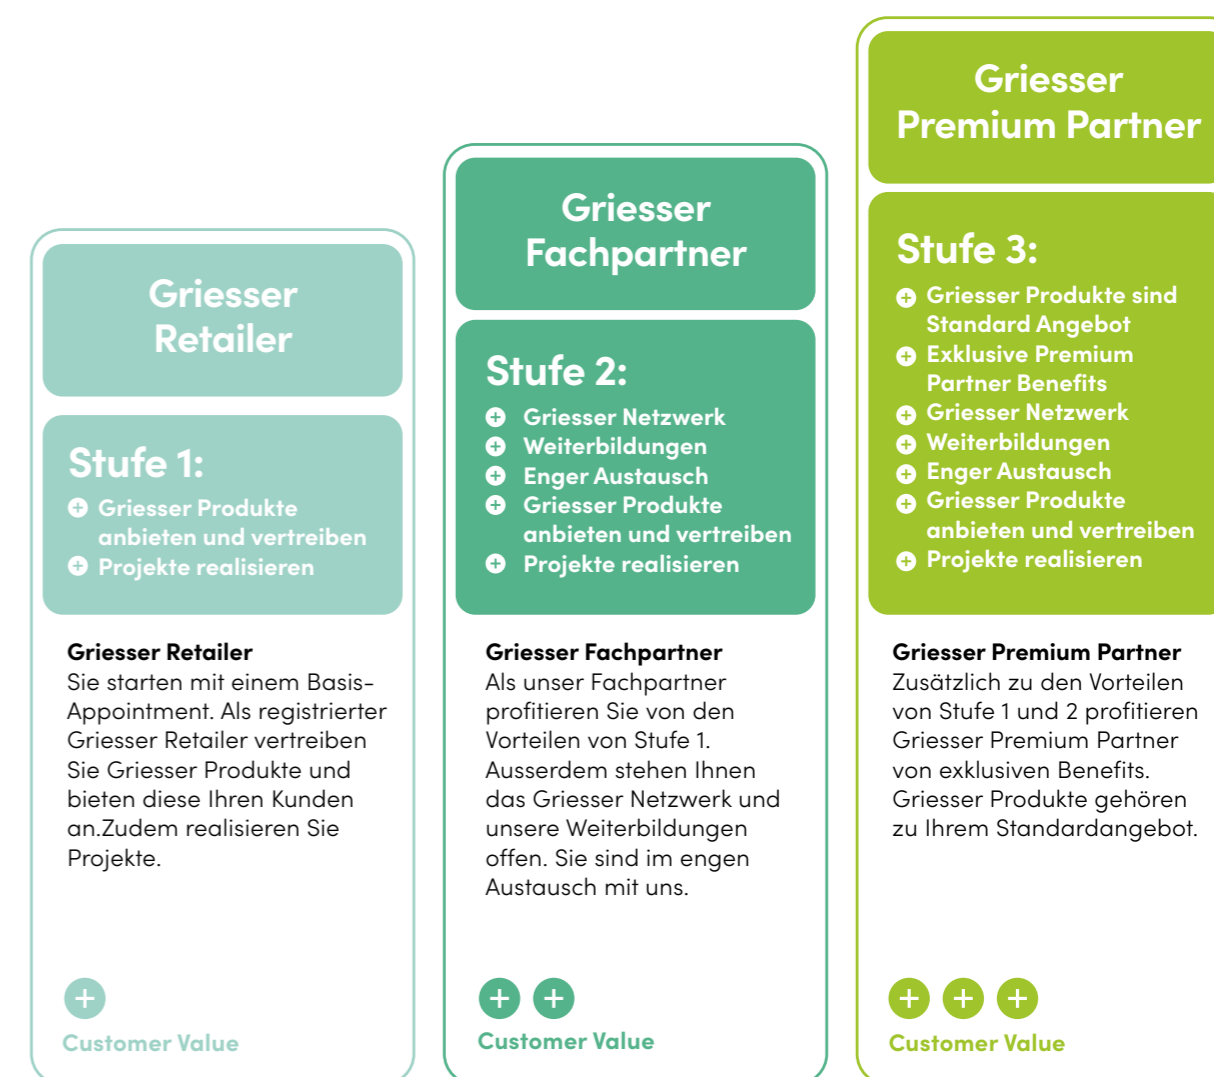 Griesser
Retailer
Stufe 1:
Griesser Produkte
anbieten und vertreiben
Projekte realisieren
Griesser Retailer
Sie starten mit einem Basis-
Appointment. Als registrierter
Griesser Retailer vertreiben
Sie Griesser Produkte und
bieten diese Ihren Kunden
an.Zudem realisieren Sie
Projekte.
Customer Value
Griesser
Fachpartner
Stufe 2:
Griesser Netzwerk
Weiterbildungen
Enger Austausch
Griesser Produkte
anbieten und vertreiben
Projekte realisieren
Griesser Fachpartner
Als unser Fachpartner
profitieren Sie von den
Vorteilen von Stufe 1.
Ausserdem stehen Ihnen
das Griesser Netzwerk und
unsere Weiterbildungen
offen. Sie sind im engen
Austausch mit uns.
Customer Value
Griesser
Premium Partner
Stufe 3:
Griesser Produkte sind
Standard Angebot
Exklusive Premium
Partner Benefits
Griesser Netzwerk
Weiterbildungen
Enger Austausch
Griesser Produkte
anbieten und vertreiben
Projekte realisieren
Griesser Premium Partner
Zusätzlich zu den Vorteilen
von Stufe 1 und 2 profitieren
Griesser Premium Partner
von exklusiven Benefits.
Griesser Produkte gehören
zu Ihrem Standardangebot.
Customer Value